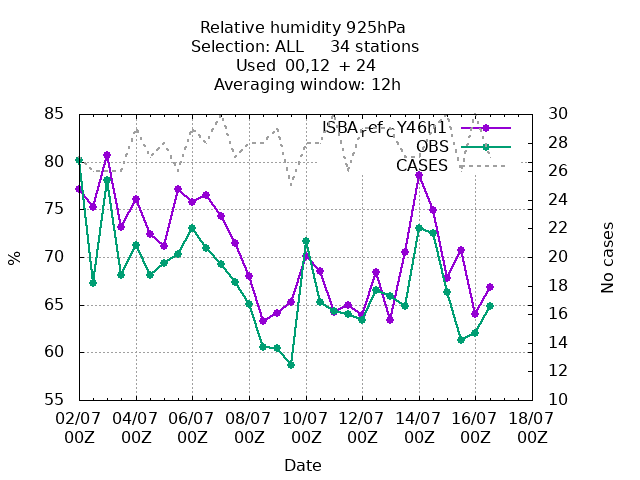 Relative humidity 925hPa
Selection: ALL 34 stations
Used 00,12 + 24
Averaging window: 12h
ISBA_ref_C_Y46h1
OBS
CASES
85
80
75
70
65
60
55
%
30
28
26
24
22
20
18
16
14
12
10
No cases
02/07 04/07 06/07 08/07 10/07 12/07 14/07 16/07 18/07
00Z 00Z 00Z 00Z 00Z 00Z 00Z 00Z 00Z
Date